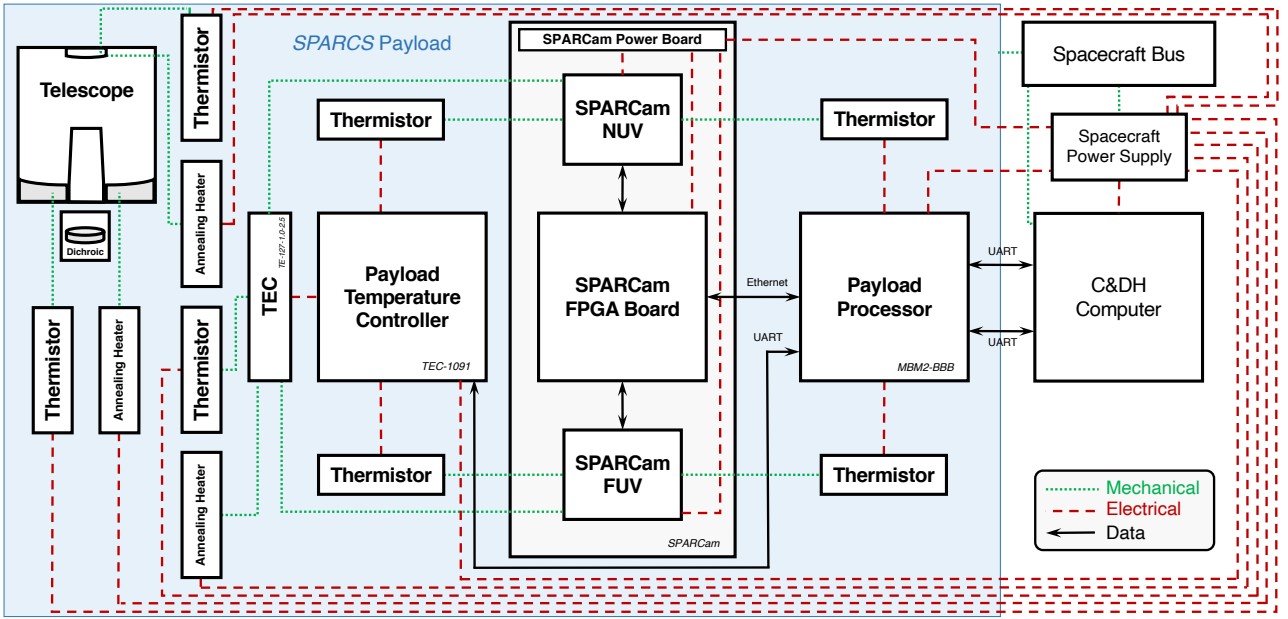 SPARCS Payload
SPARCam Power Board
Telescope
Thermistor
Spacecraft Bus
SPARCam
NUV
Thermistor
Thermistor
Spacecraft
Power Supply
Annealing Heater
Dichroic
TEC
TE-127-1.0-2.5
Payload
Temperature
Controller
TEC-1091
SPARCam
FPGA Board
Ethernet
UART
Payload
Processor
MBM2-BBB
UART
UART
C&DH
Computer
Thermistor
Annealing Heater
Thermistor
Annealing Heater
Thermistor
SPARCam
FUV
Thermistor
SPARCam
Mechanical
Electrical
Data